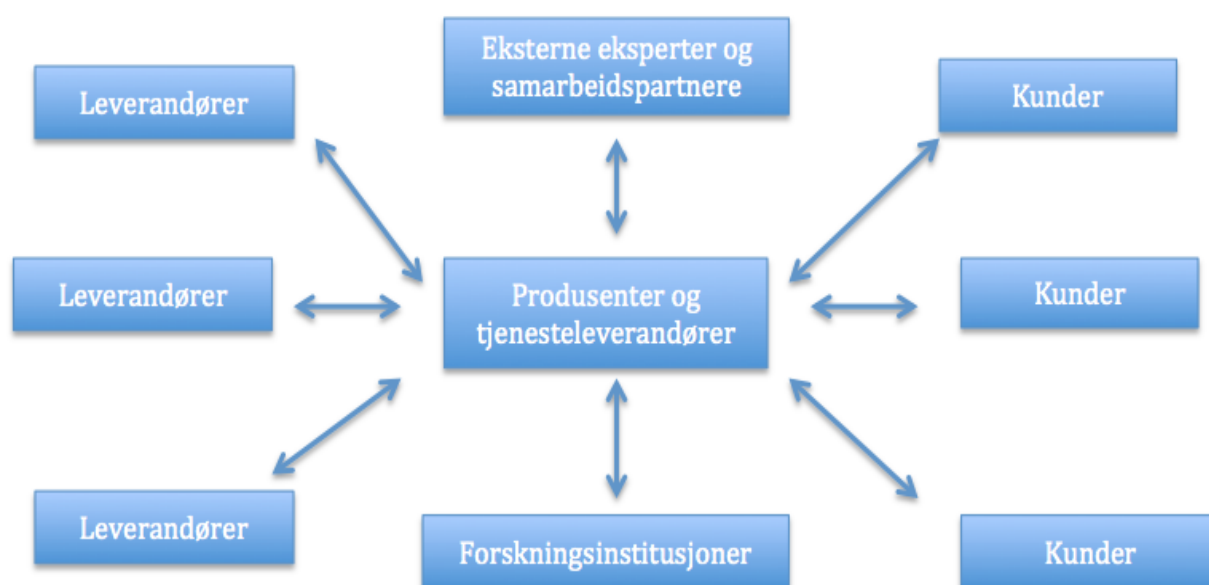 Leverandører
Eksterne eksperter og
samarbeidspartnere
Kunder
Leverandører
Produsenter og
tjenesteleverandører
Kunder
Leverandører
Forskningsinstitusjoner
Kunder